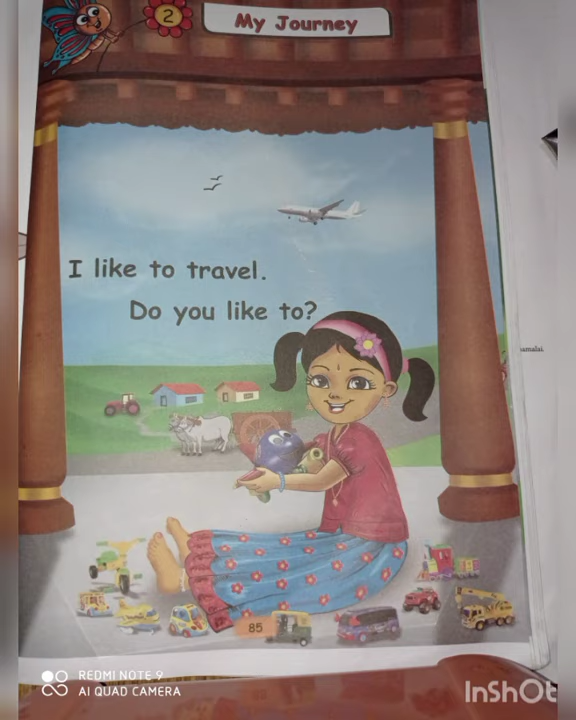 2
My Journey
I like to travel.
Do you like to?
85
REDMI NOTE 9
AI QUAD CAMERA
InShOt